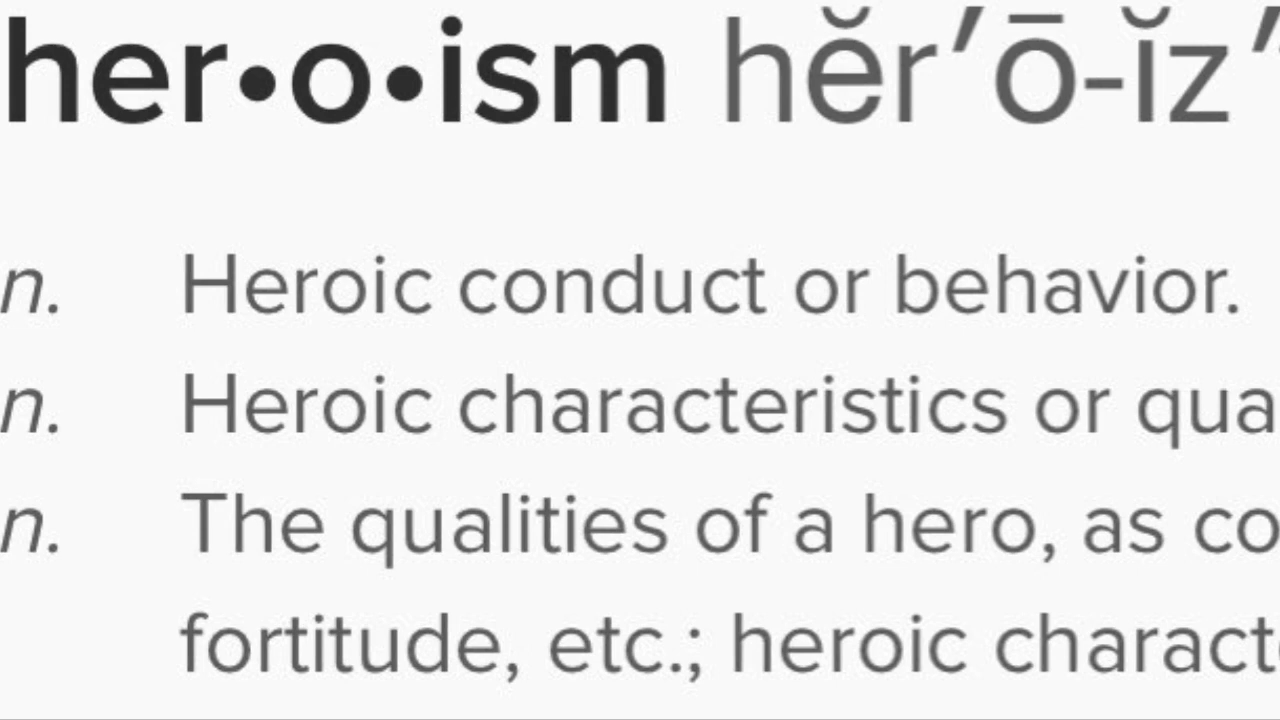 her•o•ism hĕr′ō-ĭz′
n. Heroic conduct or behavior.
n. Heroic characteristics or qua
n. The qualities of a hero, as co
fortitude, etc.; heroic charact